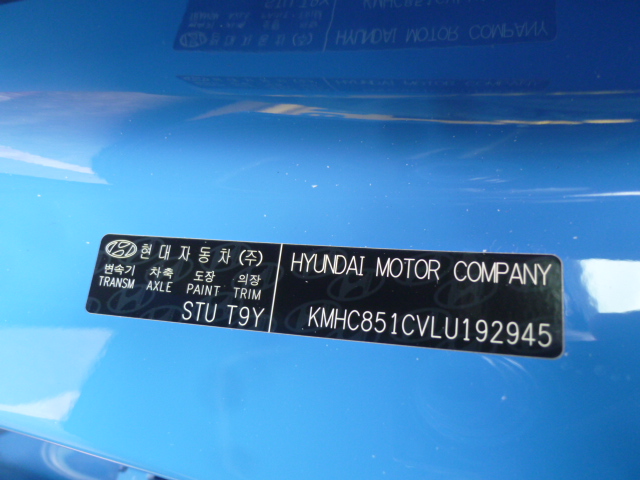 현대자동차(주)
변속기 차축 도장 의장
TRANSM AXLE PAINT TRIM
STU T9Y
HYUNDAI MOTOR COMPANY
KMHC851CVLU192945